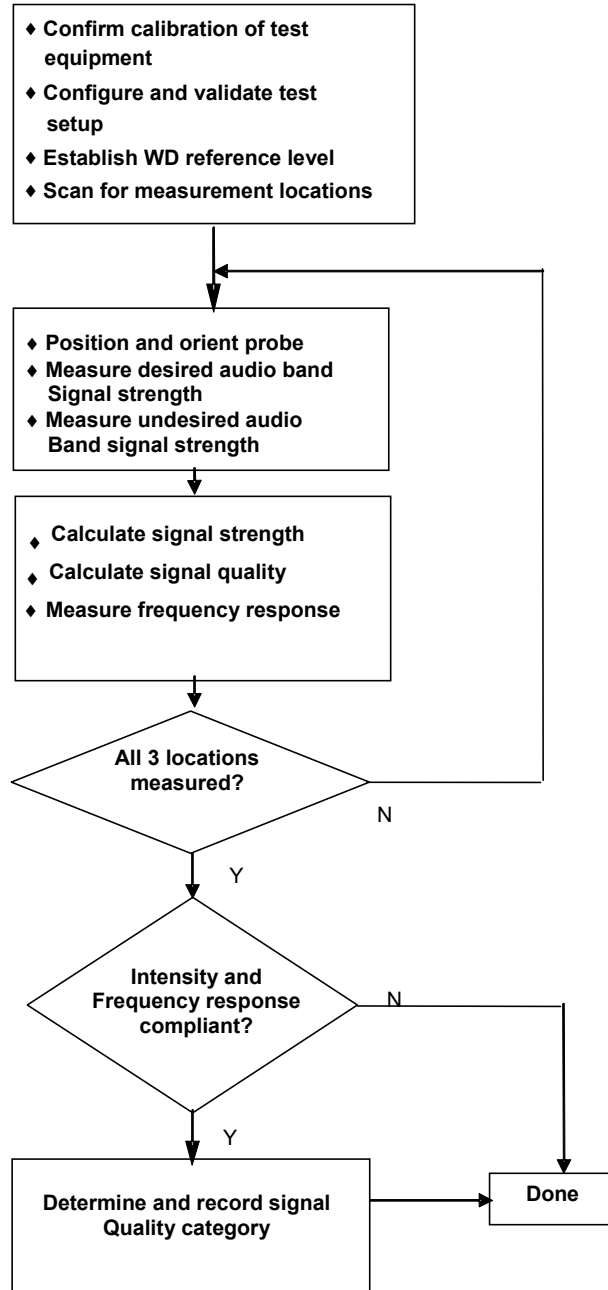 ♦ Confirm calibration of test
equipment
♦ Configure and validate test
setup
♦ Establish WD reference level
♦ Scan for measurement locations
♦ Position and orient probe
♦ Measure desired audio band
Signal strength
♦ Measure undesired audio
Band signal strength
♦ Calculate signal strength
♦ Calculate signal quality
♦ Measure frequency response
All 3 locations
measured?
N
Y
Intensity and
Frequency response
compliant?
N
Y
Determine and record signal
Quality category
Done